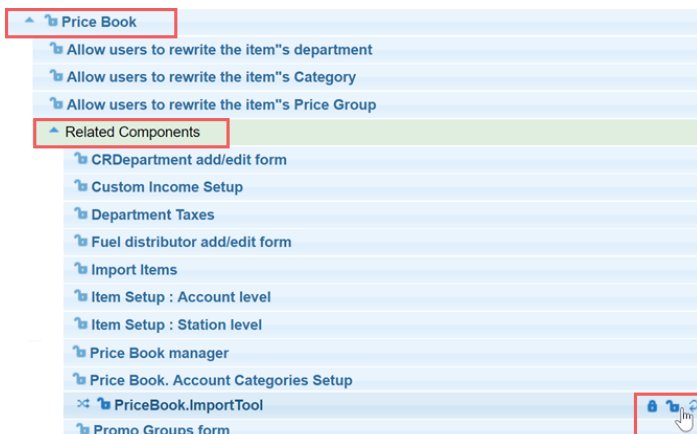 Price Book
Allow users to rewrite the item"s department
Allow users to rewrite the item"s Category
Allow users to rewrite the item"s Price Group
Related Components
CRDepartment add/edit form
Custom Income Setup
Department Taxes
Fuel distributor add/edit form
Import Items
Item Setup : Account level
Item Setup : Station level
Price Book manager
Price Book. Account Categories Setup
PriceBook.ImportTool
Promo Groups form